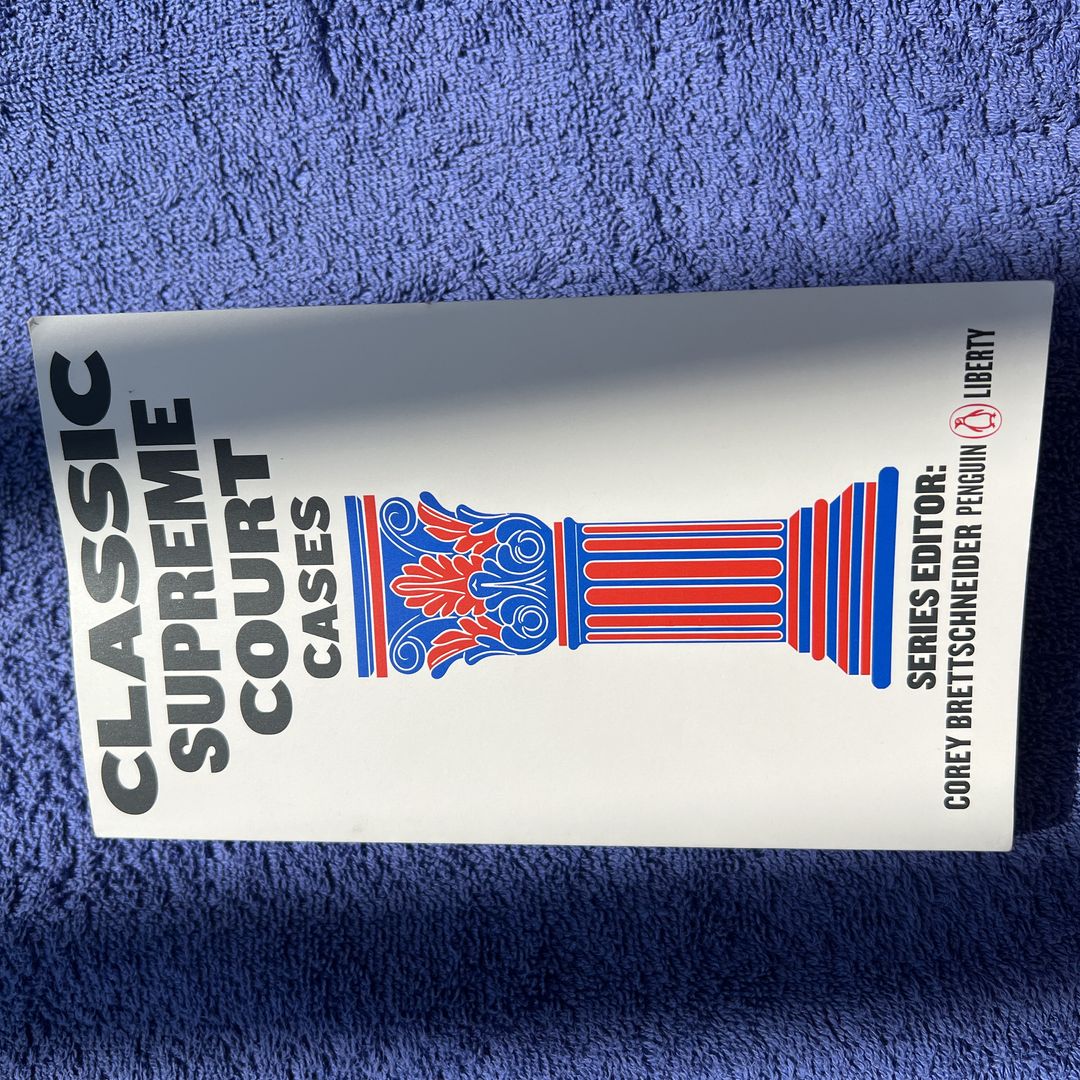 CLASSIC
SUPREME
COURT
CASES
SERIES EDITOR:
COREY BRETTSCHNEIDER PENGUIN LIBERTY